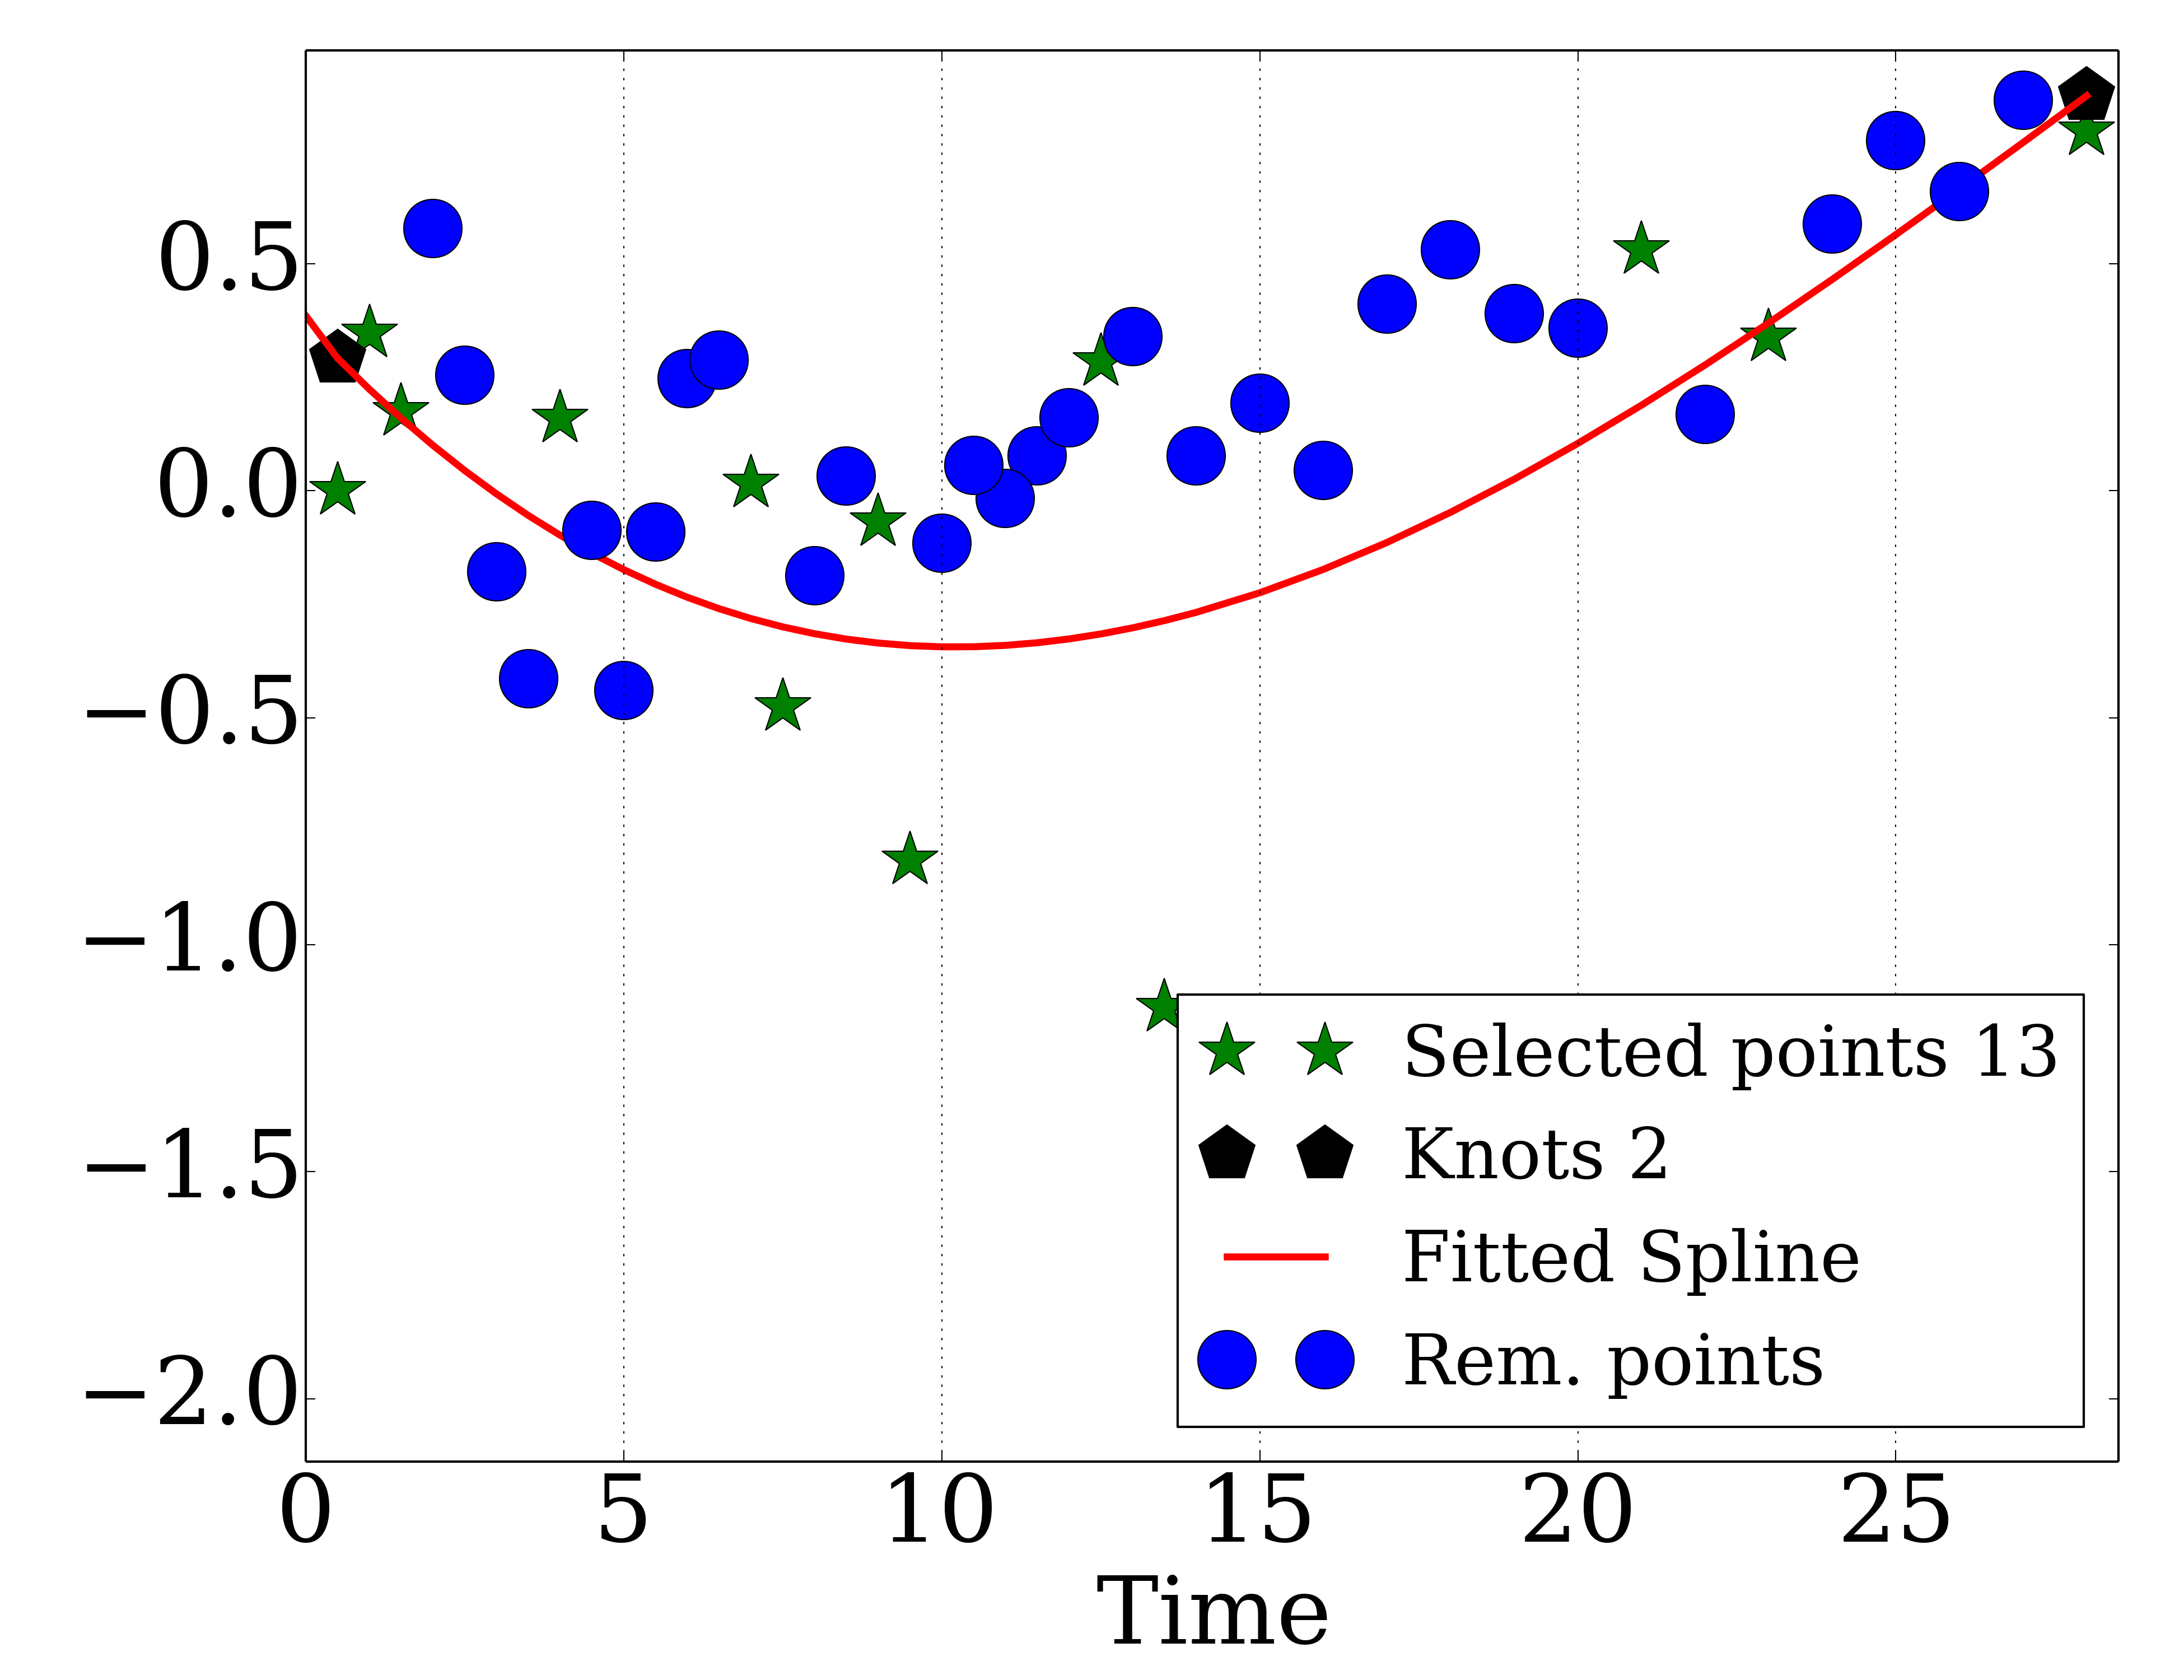 0.5
0.0
−0.5
−1.0
−1.5
−2.0
Selected points 13
Knots 2
Fitted Spline
Rem. points
0 5 10 15 20 25
Time